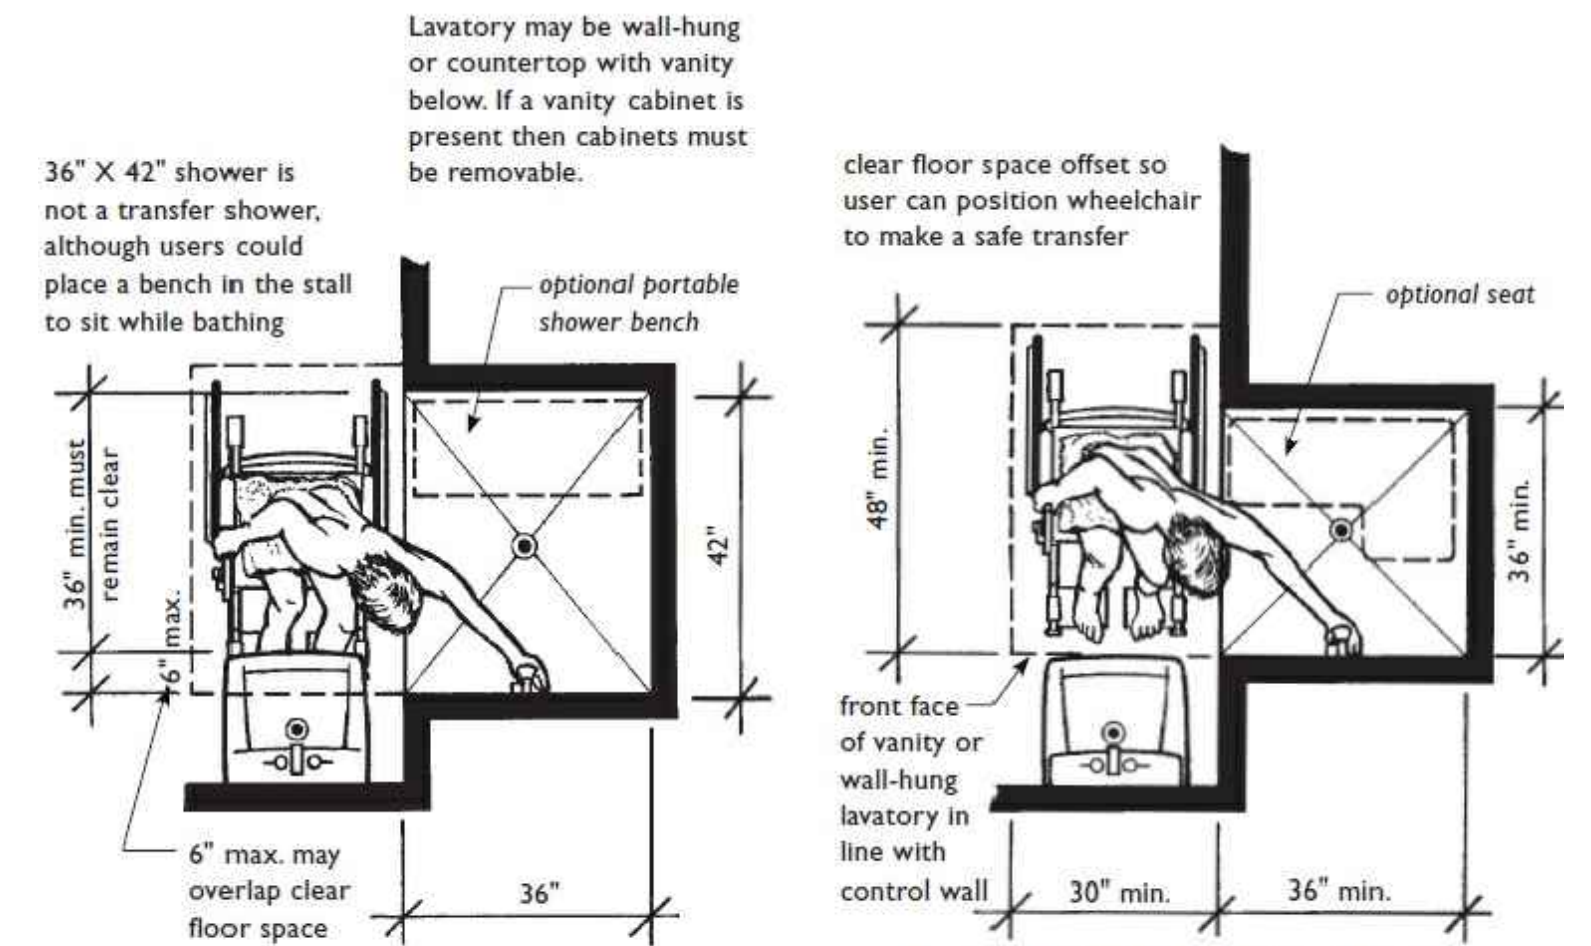 Lavatory may be wall-hung
or countertop with vanity
below. If a vanity cabinet is
present then cabinets must
be removable.
36" X 42" shower is
not a transfer shower,
although users could
place a bench in the stall
to sit while bathing
optional portable
shower bench
36" min. must
remain clear
6" max.
42"
6" max. may
overlap clear
floor space
36"
clear floor space offset so
user can position wheelchair
to make a safe transfer
optional seat
48" min.
36" min.
front face
of vanity or
wall-hung
lavatory in
line with
control wall
30" min.
36" min.